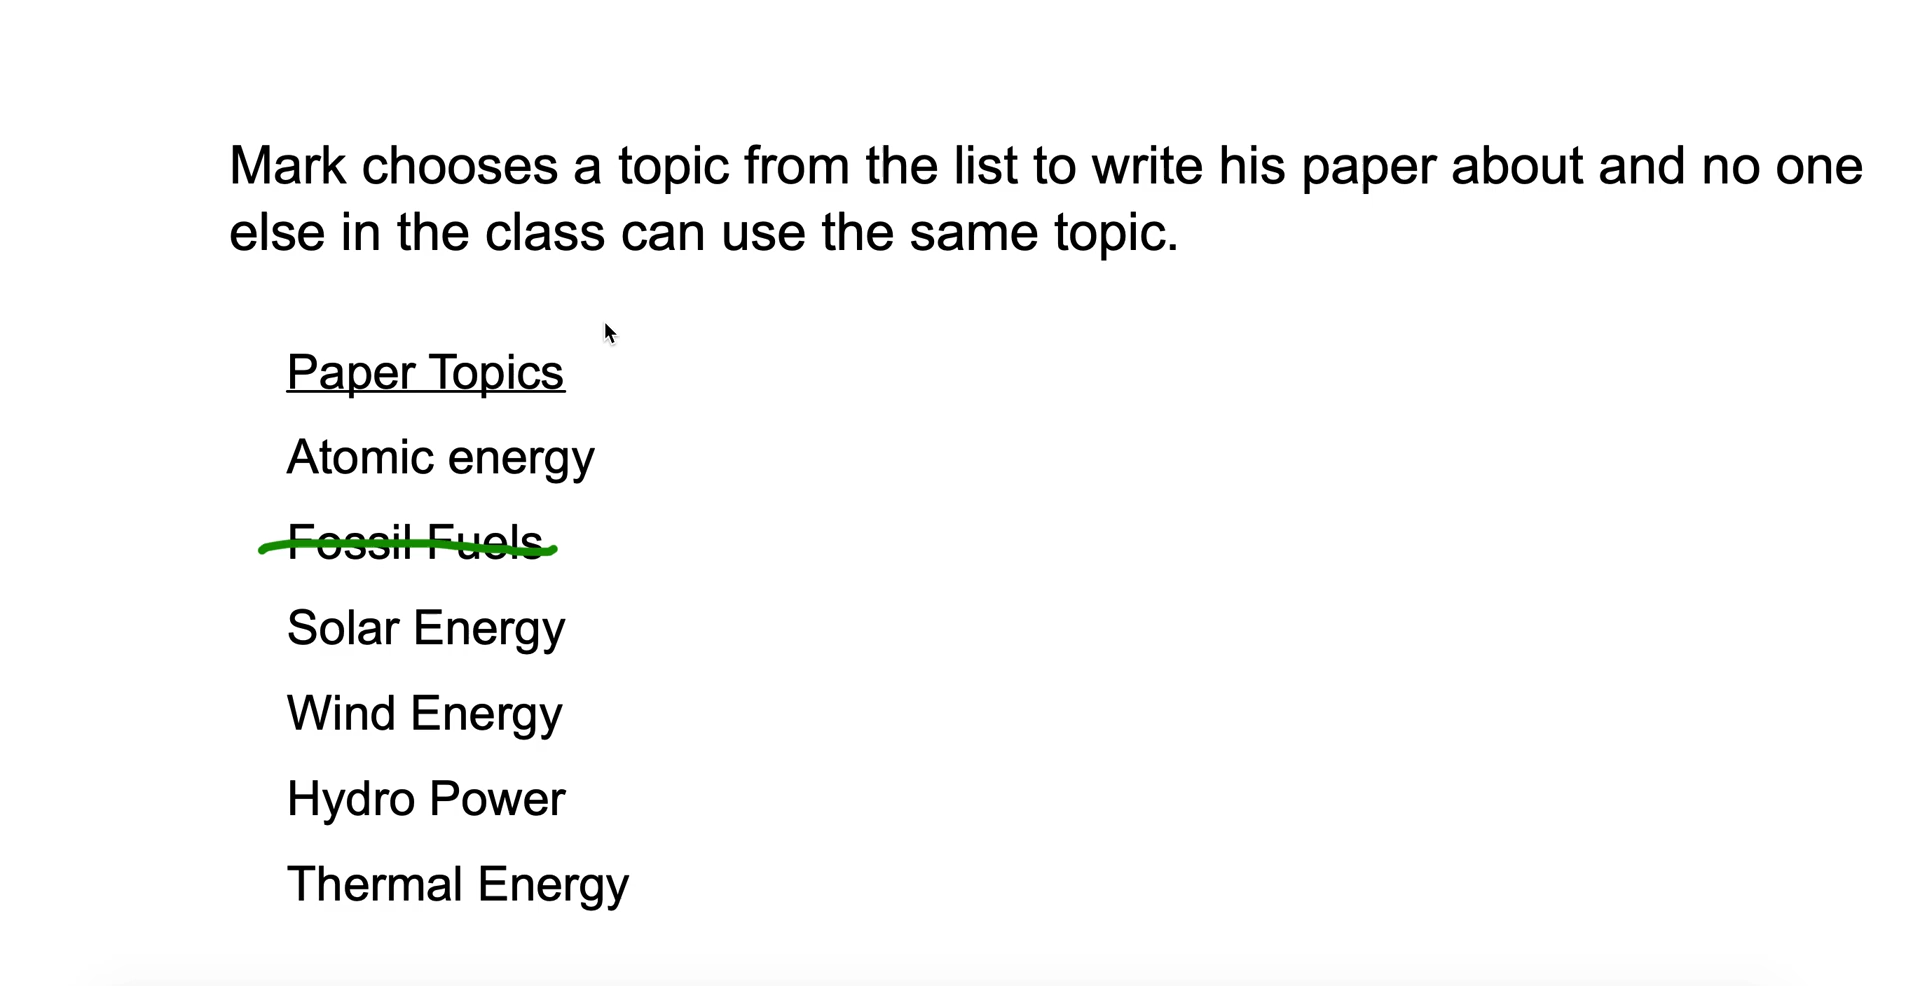 Mark chooses a topic from the list to write his paper about and no one
else in the class can use the same topic.
Paper Topics
Atomic energy
Fossil Fuels
Solar Energy
Wind Energy
Hydro Power
Thermal Energy